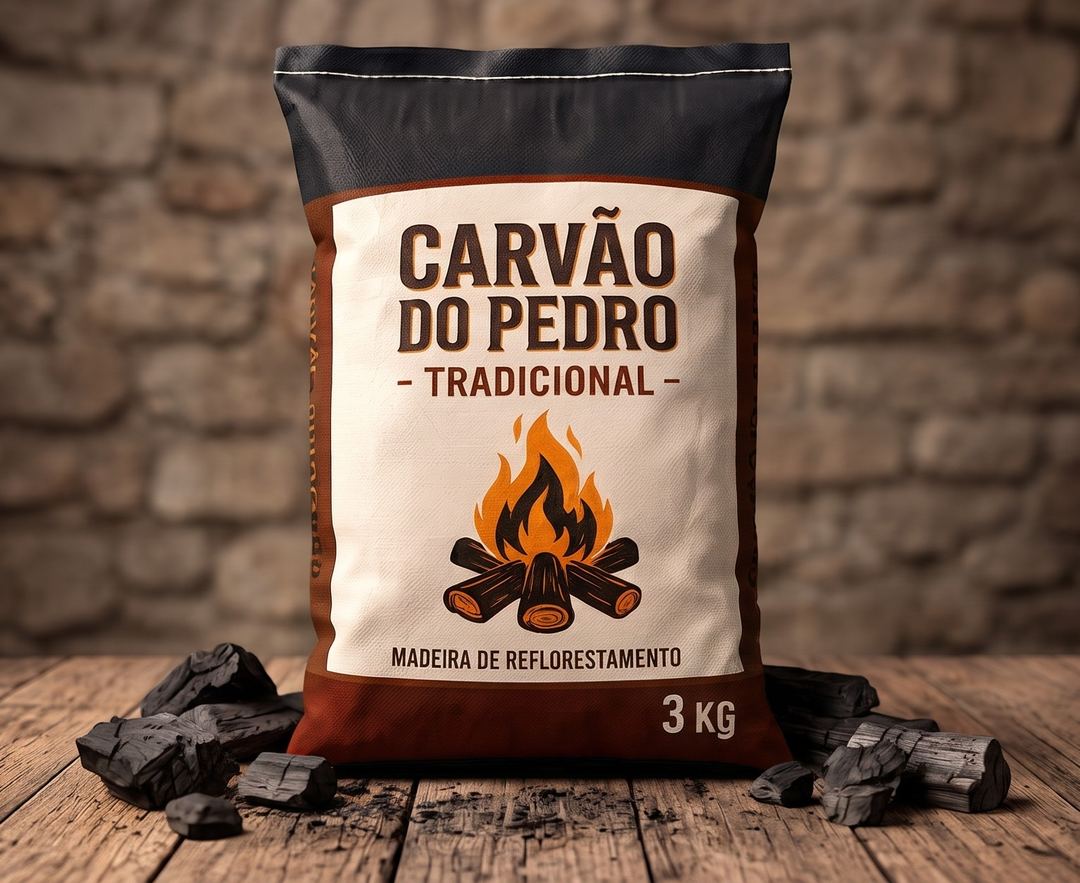 CARVÃO
DO PEDRO
- TRADICIONAL -
MADEIRA DE REFLORESTAMENTO
3 KG